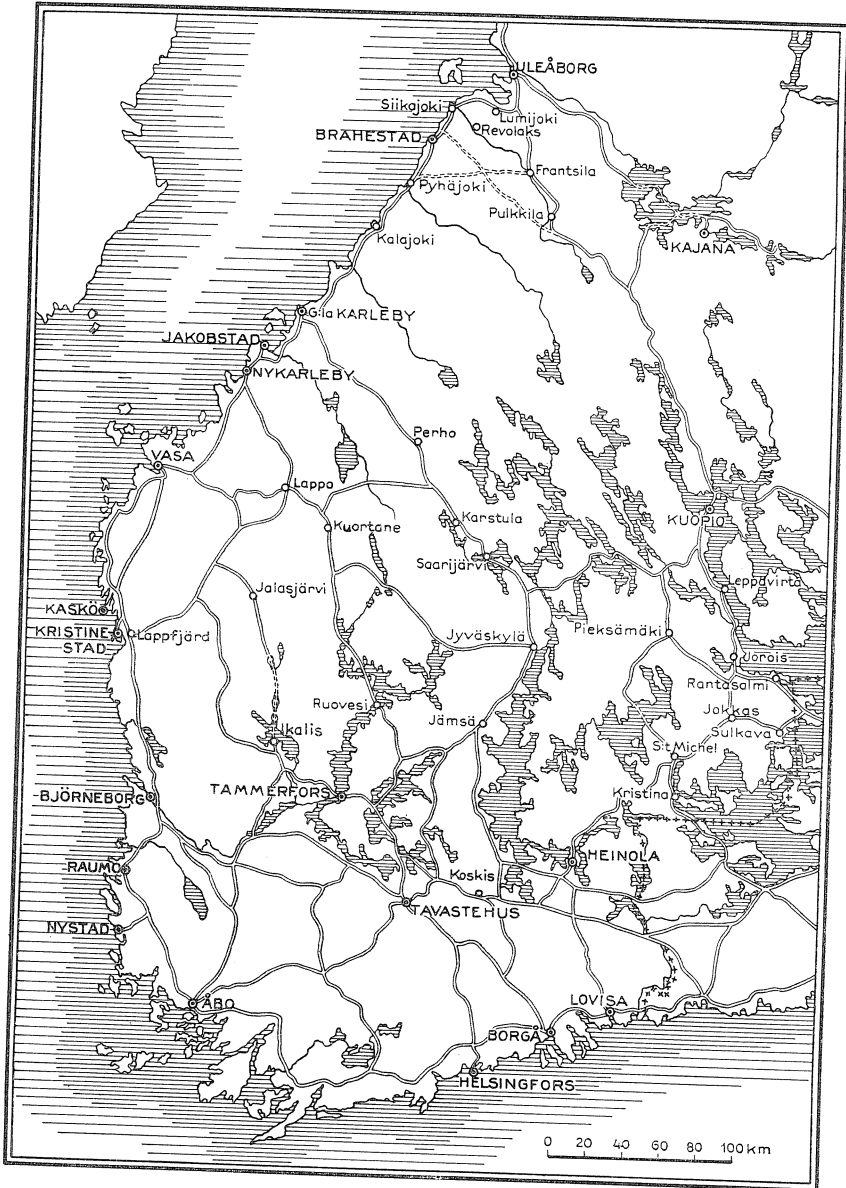 ULEÅBORG
Siikajoki
Lumijoki
Revolaks
BRAHESTAD
Frantsila
Pyhäjoki
Pulkkila
Kalajoki
KAJANA
G:la KARLEBY
JAKOBSTAD
NYKARLEBY
Perho
VASA
Lappo
Karstula
KUOPIO
Kuortane
Saarijärvi
Leppävirta
Jalasjärvi
KASKÖ
KRISTINE
STAD
Lappfjärd
Jyväskylä
Pieksämäki
Jorois
Rantasalmi
Ruovesi
Jämsä
Jokkas
Sulkava
Ikalis
S:t Michel
TAMMERFORS
BJÖRNEBORG
Kristina
RAUMO
HEINOLA
Koskis
TAVASTEHUS
NYSTAD
ÅBO
LOVISA
BORGÅ
HELSINGFORS
0 20 40 60 100 km